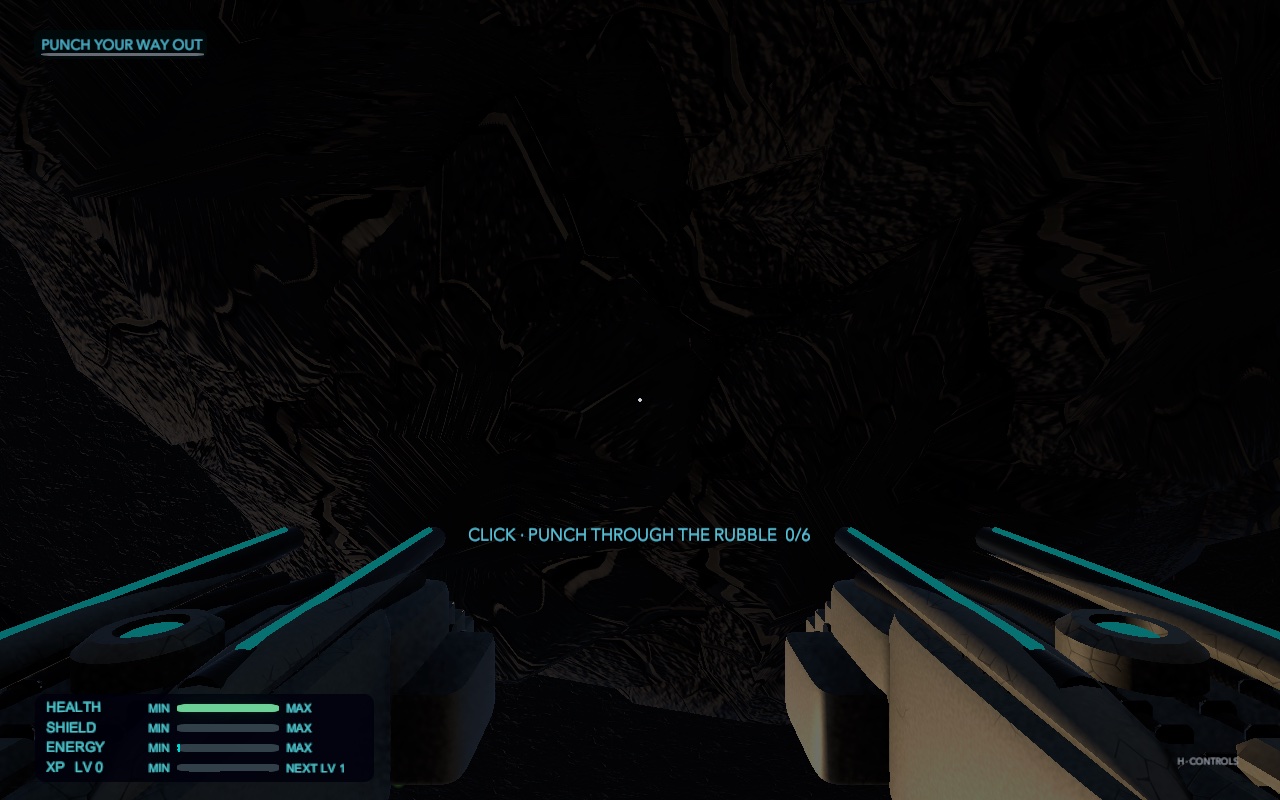 PUNCH YOUR WAY OUT
CLICK · PUNCH THROUGH THE RUBBLE 0/6
HEALTH MIN MAX
SHIELD MIN MAX
ENERGY MIN MAX
XP LV 0 MIN NEXT LV 1
H · CONTROLS